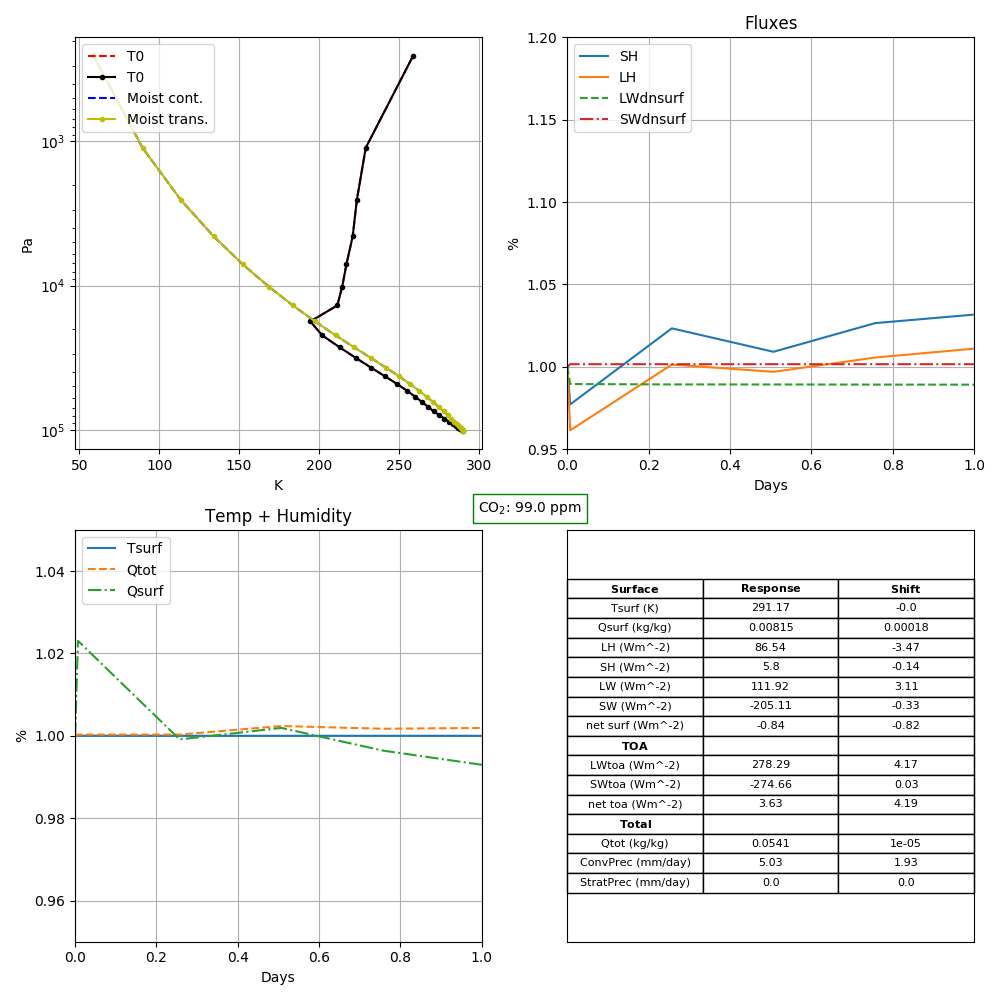 T0
T0
Moist cont.
Moist trans.
10³
10⁴
10⁵
Pa
50 100 150 200 250 300
K
Fluxes
SH
LH
LWdnsurf
SWdnsurf
1.20
1.15
1.10
1.05
1.00
0.95
%
0.0 0.2 0.4 0.6 0.8 1.0
Days
CO₂: 99.0 ppm
Temp + Humidity
Tsurf
Qtot
Qsurf
1.04
1.02
1.00
0.98
0.96
%
0.0 0.2 0.4 0.6 0.8 1.0
Days
Surface Response Shift
Tsurf (K) 291.17 -0.0
Qsurf (kg/kg) 0.00815 0.00018
LH (Wm^-2) 86.54 -3.47
SH (Wm^-2) 5.8 -0.14
LW (Wm^-2) 111.92 3.11
SW (Wm^-2) -205.11 -0.33
net surf (Wm^-2) -0.84 -0.82
TOA
LWtoa (Wm^-2) 278.29 4.17
SWtoa (Wm^-2) -274.66 0.03
net toa (Wm^-2) 3.63 4.19
Total
Qtot (kg/kg) 0.0541 1e-05
ConvPrec (mm/day) 5.03 1.93
StratPrec (mm/day) 0.0 0.0